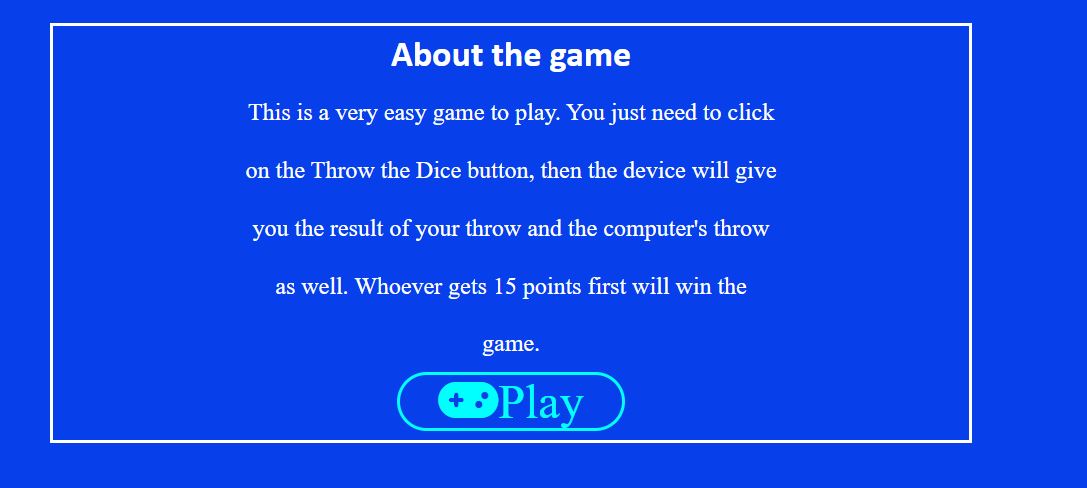 About the game
This is a very easy game to play. You just need to click
on the Throw the Dice button, then the device will give
you the result of your throw and the computer's throw
as well. Whoever gets 15 points first will win the
game.
Play